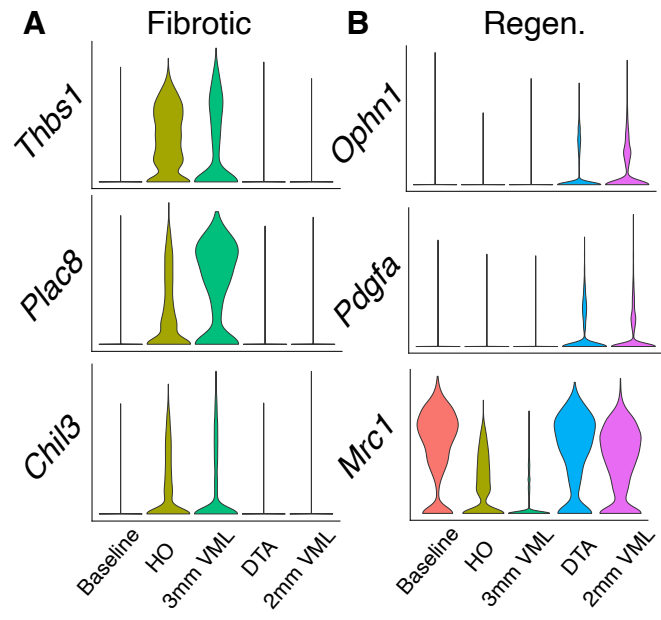 A Fibrotic
Thbs1
Plac8
Chil3
Baseline HO 3mm VML DTA 2mm VML
B Regen.
Ophn1
Pdgfa
Mrc1
Baseline HO 3mm VML DTA 2mm VML